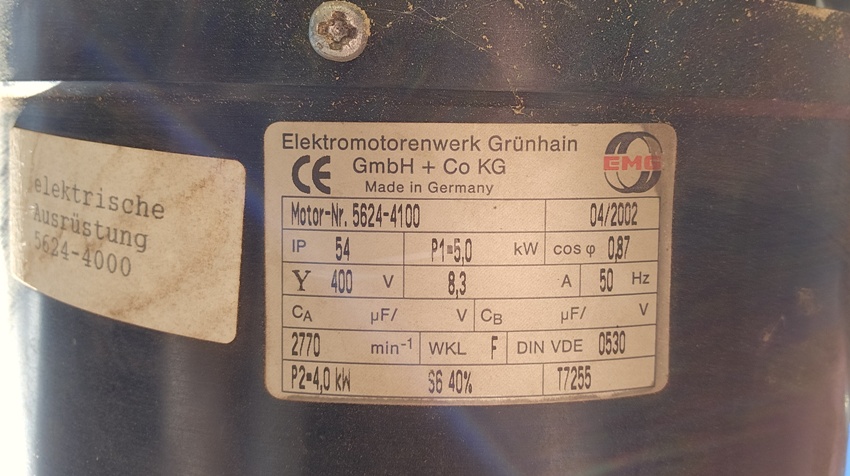 elektrische
Ausrüstung
5624-4000
Elektromotorenwerk Grünhain
GmbH + Co KG
CE
Made in Germany
EMG
Motor-Nr. 5624-4100 04/2002
IP 54 P1=5,0 kW cos φ 0,87
Y 400 V 8,3 A 50 Hz
CA µF/ V CB µF/ V
2770 min-1 WKL F DIN VDE 0530
P2=4,0 kW S6 40% T7255